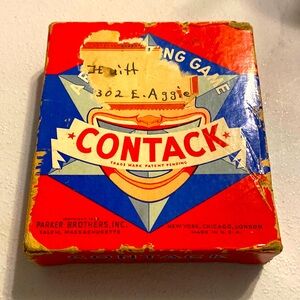 NG GAME
302 E. Aggie
CONTACK
TRADE MARK PATENT PENDING
PARKER BROTHERS, INC.
SALEM, MASSACHUSETTS
NEW YORK, CHICAGO, LONDON
MADE IN U.S.A.
CONTACK